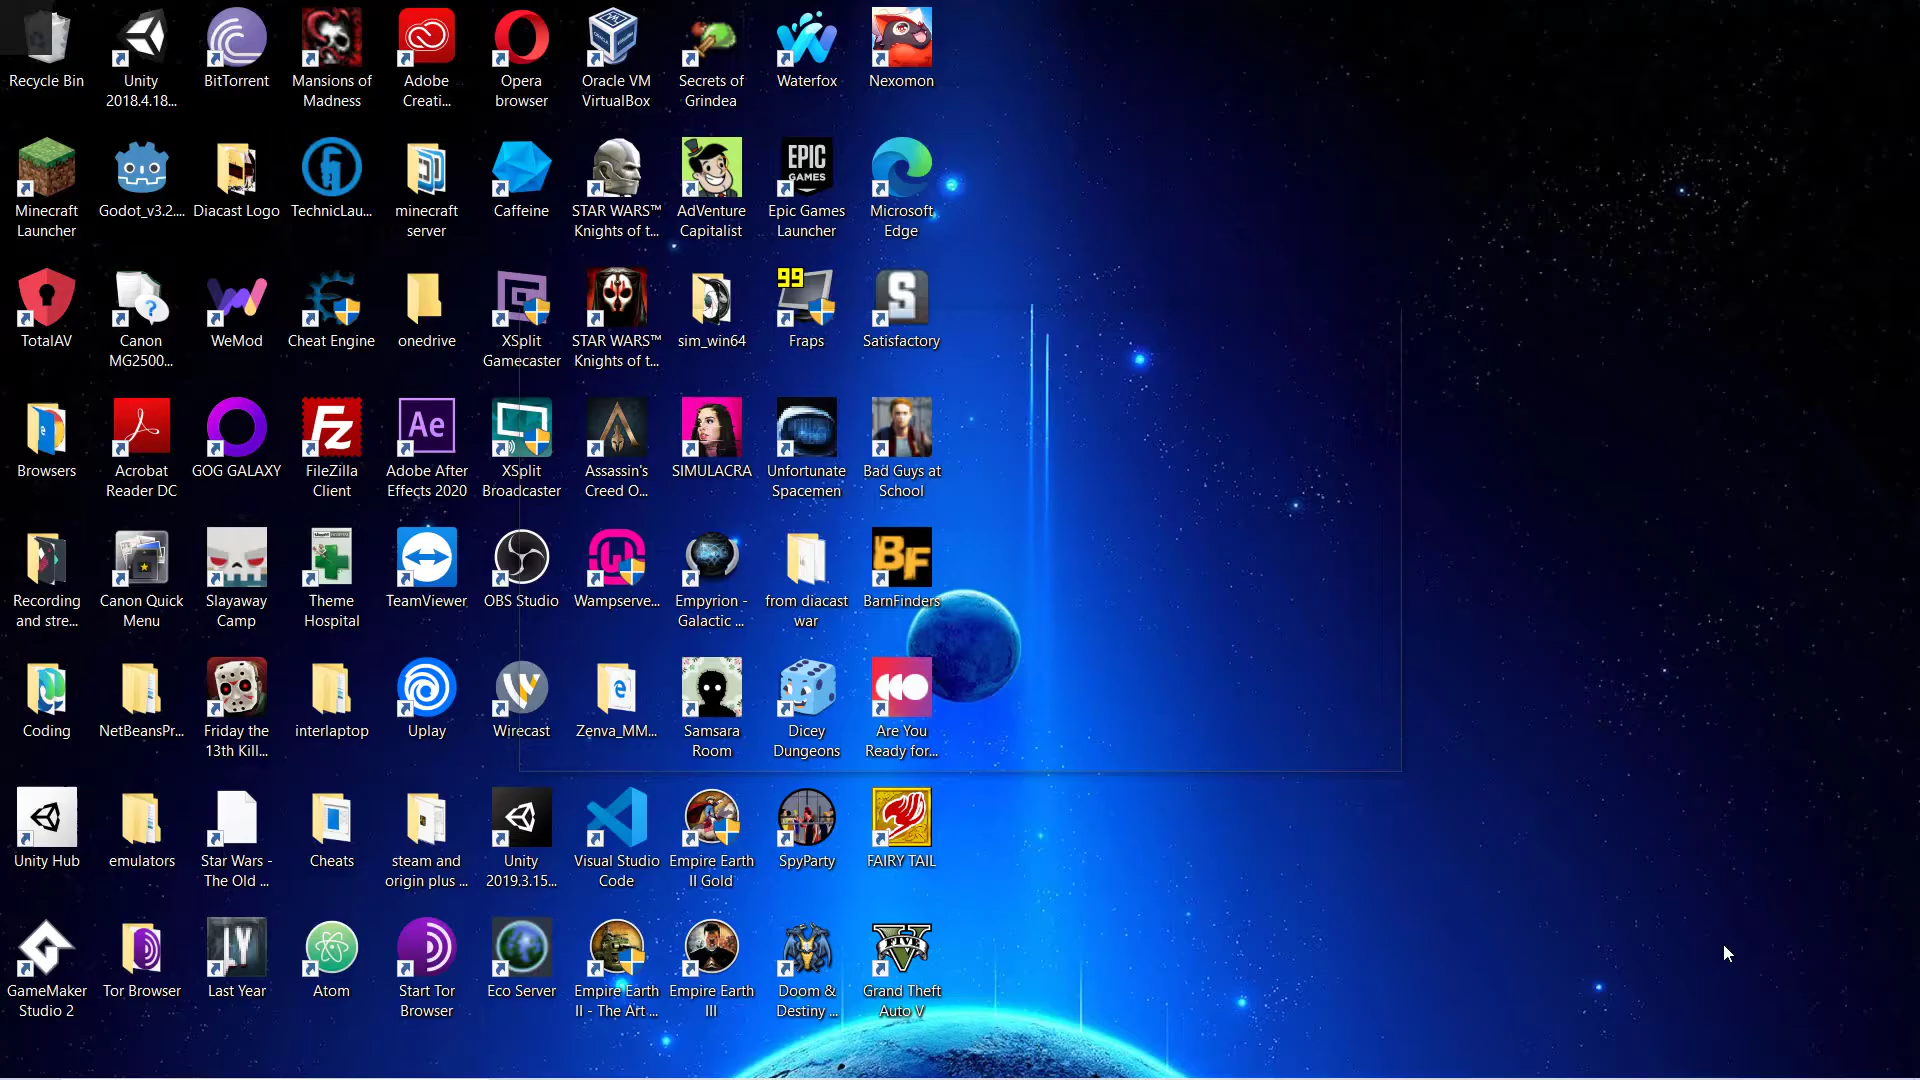 Recycle Bin
Unity
2018.4.18...
BitTorrent
Mansions of
Madness
Adobe
Creati...
Opera
browser
Oracle VM
VirtualBox
Secrets of
Grindea
Waterfox
Nexomon
Minecraft
Launcher
Godot_v3.2....
Diacast Logo
TechnicLau...
minecraft
server
Caffeine
STAR WARS™
Knights of t...
AdVenture
Capitalist
EPIC
GAMES
Epic Games
Launcher
Microsoft
Edge
TotalAV
Canon
MG2500...
WeMod
Cheat Engine
onedrive
XSplit
Gamecaster
STAR WARS™
Knights of t...
sim_win64
99
Fraps
S
Satisfactory
Browsers
Acrobat
Reader DC
GOG GALAXY
Fz
FileZilla
Client
Ae
Adobe After
Effects 2020
XSplit
Broadcaster
Assassin's
Creed O...
SIMULACRA
Unfortunate
Spacemen
Bad Guys at
School
Recording
and stre...
Canon Quick
Menu
Slayaway
Camp
Theme
Hospital
TeamViewer
OBS Studio
Wampserve...
Empyrion -
Galactic ...
from diacast
war
BF
BarnFinders
Coding
NetBeansPr...
Friday the
13th Kill...
interlaptop
Uplay
Wirecast
Zenva_MM...
Samsara
Room
Dicey
Dungeons
Are You
Ready for...
Unity Hub
emulators
Star Wars -
The Old ...
Cheats
steam and
origin plus ...
Unity
2019.3.15...
Visual Studio
Code
Empire Earth
II Gold
SpyParty
FAIRY TAIL
GameMaker
Studio 2
Tor Browser
LY
Last Year
Atom
Start Tor
Browser
Eco Server
Empire Earth
II - The Art ...
Empire Earth
III
Doom &
Destiny ...
V
FIVE
Grand Theft
Auto V